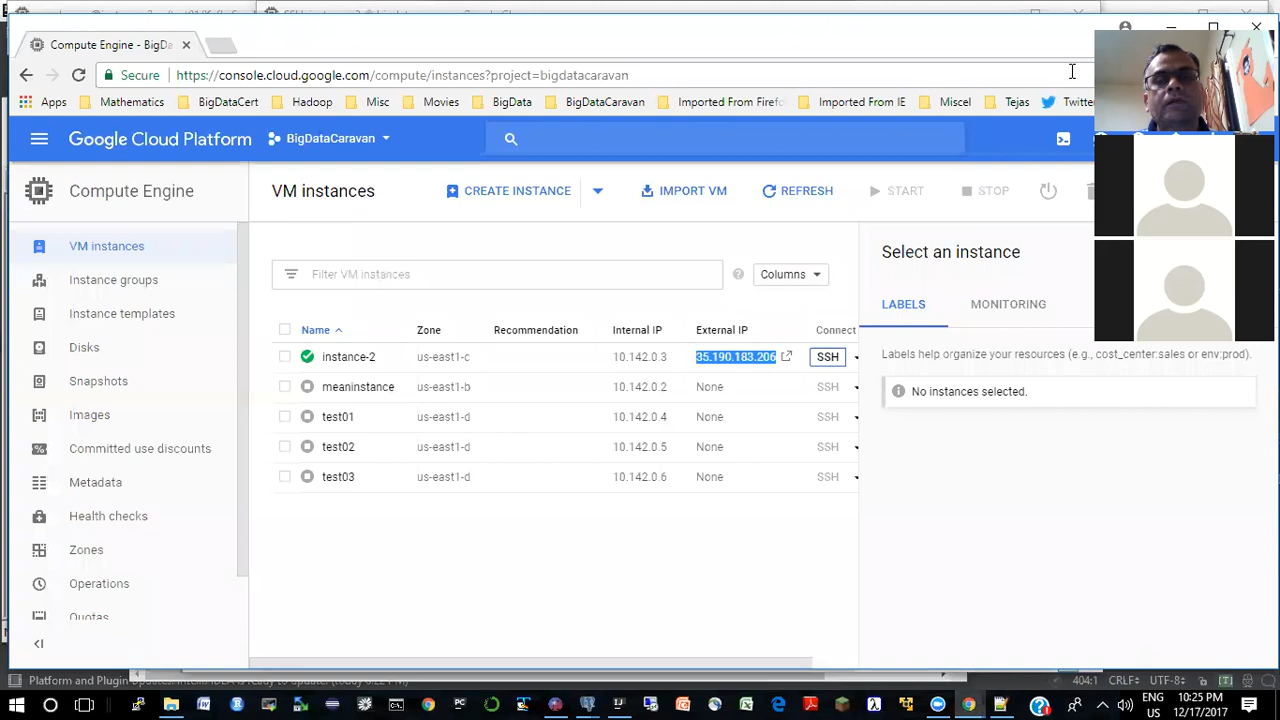 Compute Engine - BigDa
Secure https://console.cloud.google.com/compute/instances?project=bigdatacaravan
Apps Mathematics BigDataCert Hadoop Misc Movies BigData BigDataCaravan Imported From Firefo Imported From IE Miscel Tejas Twitte
Google Cloud Platform BigDataCaravan
Compute Engine
VM instances CREATE INSTANCE IMPORT VM REFRESH START STOP
VM instances
Instance groups
Instance templates
Disks
Snapshots
Images
Committed use discounts
Metadata
Health checks
Zones
Operations
Quotas
Filter VM instances Columns
Name Zone Recommendation Internal IP External IP Connect
instance-2 us-east1-c 10.142.0.3 35.190.183.206 SSH
meaninstance us-east1-b 10.142.0.2 None SSH
test01 us-east1-d 10.142.0.4 None SSH
test02 us-east1-d 10.142.0.5 None SSH
test03 us-east1-d 10.142.0.6 None SSH
Select an instance
LABELS MONITORING
Labels help organize your resources (e.g., cost_center:sales or env:prod).
No instances selected.
404:1 CRLF UTF-8
ENG 10:25 PM
US 12/17/2017